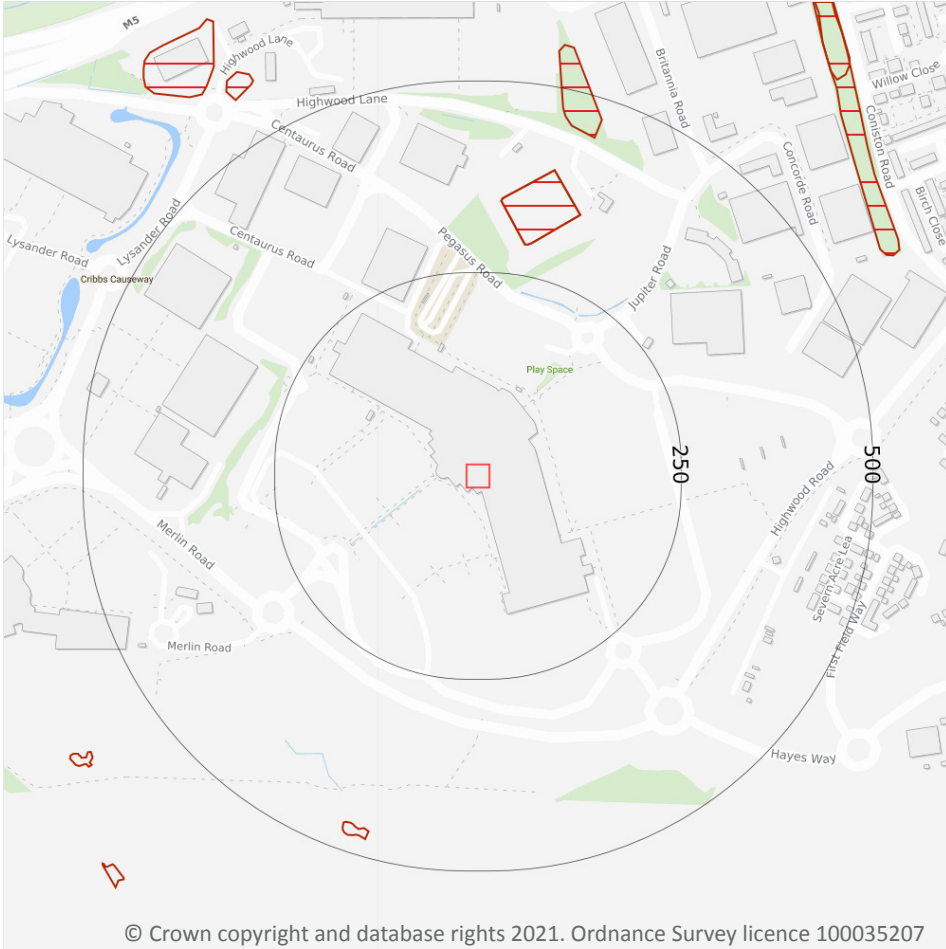 M5
Highwood Lane
Highwood Lane
Britannia Road
Willow Close
Coniston Road
Centaurus Road
Concorde Road
Birch Close
Lysander Road
Lysander Road
Centaurus Road
Pegasus Road
Jupiter Road
Cribbs Causeway
Play Space
250
500
Highwood Road
Merlin Road
Severn Acre Lea
First Field Way
Merlin Road
Hayes Way
© Crown copyright and database rights 2021. Ordnance Survey licence 100035207